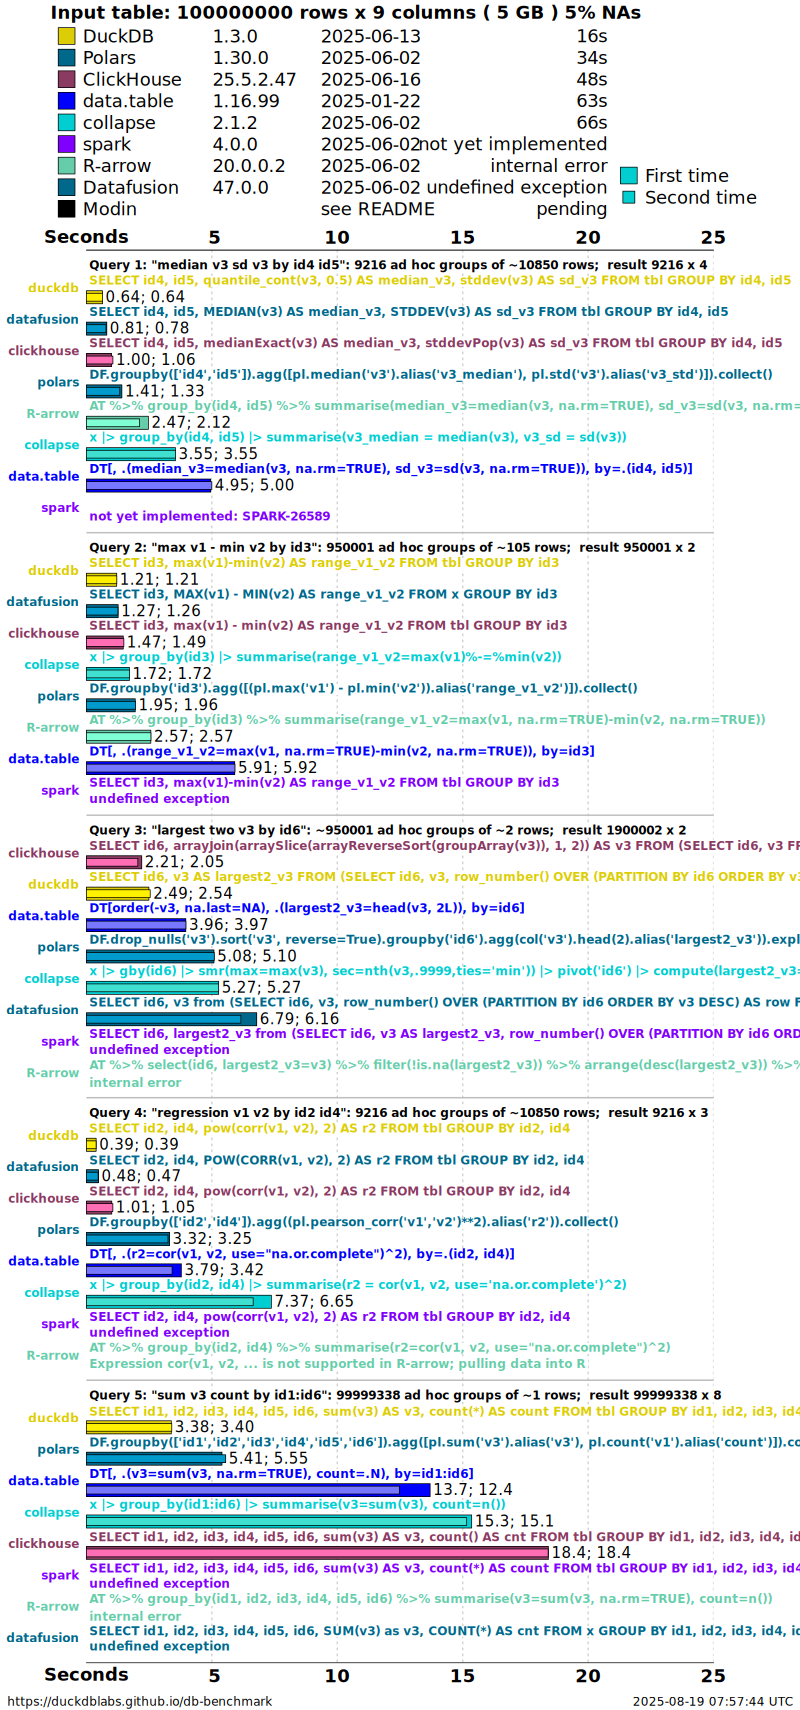 Input table: 100000000 rows x 9 columns ( 5 GB ) 5% NAs
DuckDB 1.3.0 2025-06-13 16s
Polars 1.30.0 2025-06-02 34s
ClickHouse 25.5.2.47 2025-06-16 48s
data.table 1.16.99 2025-01-22 63s
collapse 2.1.2 2025-06-02 66s
spark 4.0.0 2025-06-02 not yet implemented
R-arrow 20.0.0.2 2025-06-02 internal error
Datafusion 47.0.0 2025-06-02 undefined exception
Modin see README pending
First time
Second time
Seconds 5 10 15 20 25
Query 1: "median v3 sd v3 by id4 id5": 9216 ad hoc groups of ~10850 rows; result 9216 x 4
SELECT id4, id5, quantile_cont(v3, 0.5) AS median_v3, stddev(v3) AS sd_v3 FROM tbl GROUP BY id4, id5
duckdb 0.64; 0.64
SELECT id4, id5, MEDIAN(v3) AS median_v3, STDDEV(v3) AS sd_v3 FROM tbl GROUP BY id4, id5
datafusion 0.81; 0.78
SELECT id4, id5, medianExact(v3) AS median_v3, stddevPop(v3) AS sd_v3 FROM tbl GROUP BY id4, id5
clickhouse 1.00; 1.06
DF.groupby(['id4','id5']).agg([pl.median('v3').alias('v3_median'), pl.std('v3').alias('v3_std')]).collect()
polars 1.41; 1.33
AT %>% group_by(id4, id5) %>% summarise(median_v3=median(v3, na.rm=TRUE), sd_v3=sd(v3, na.rm=
R-arrow 2.47; 2.12
x |> group_by(id4, id5) |> summarise(v3_median = median(v3), v3_sd = sd(v3))
collapse 3.55; 3.55
DT[, .(median_v3=median(v3, na.rm=TRUE), sd_v3=sd(v3, na.rm=TRUE)), by=.(id4, id5)]
data.table 4.95; 5.00
spark
not yet implemented: SPARK-26589
Query 2: "max v1 - min v2 by id3": 950001 ad hoc groups of ~105 rows; result 950001 x 2
SELECT id3, max(v1)-min(v2) AS range_v1_v2 FROM tbl GROUP BY id3
duckdb 1.21; 1.21
SELECT id3, MAX(v1) - MIN(v2) AS range_v1_v2 FROM x GROUP BY id3
datafusion 1.27; 1.26
SELECT id3, max(v1) - min(v2) AS range_v1_v2 FROM tbl GROUP BY id3
clickhouse 1.47; 1.49
x |> group_by(id3) |> summarise(range_v1_v2=max(v1)%-=%min(v2))
collapse 1.72; 1.72
DF.groupby('id3').agg([(pl.max('v1') - pl.min('v2')).alias('range_v1_v2')]).collect()
polars 1.95; 1.96
AT %>% group_by(id3) %>% summarise(range_v1_v2=max(v1, na.rm=TRUE)-min(v2, na.rm=TRUE))
R-arrow 2.57; 2.57
DT[, .(range_v1_v2=max(v1, na.rm=TRUE)-min(v2, na.rm=TRUE)), by=id3]
data.table 5.91; 5.92
SELECT id3, max(v1)-min(v2) AS range_v1_v2 FROM tbl GROUP BY id3
spark
undefined exception
Query 3: "largest two v3 by id6": ~950001 ad hoc groups of ~2 rows; result 1900002 x 2
SELECT id6, arrayJoin(arraySlice(arrayReverseSort(groupArray(v3)), 1, 2)) AS v3 FROM (SELECT id6, v3 FR
clickhouse 2.21; 2.05
SELECT id6, v3 AS largest2_v3 FROM (SELECT id6, v3, row_number() OVER (PARTITION BY id6 ORDER BY v3
duckdb 2.49; 2.54
DT[order(-v3, na.last=NA), .(largest2_v3=head(v3, 2L)), by=id6]
data.table 3.96; 3.97
DF.drop_nulls('v3').sort('v3', reverse=True).groupby('id6').agg(col('v3').head(2).alias('largest2_v3')).expl
polars 5.08; 5.10
x |> gby(id6) |> smr(max=max(v3), sec=nth(v3,.9999,ties='min')) |> pivot('id6') |> compute(largest2_v3=
collapse 5.27; 5.27
SELECT id6, v3 from (SELECT id6, v3, row_number() OVER (PARTITION BY id6 ORDER BY v3 DESC) AS row F
datafusion 6.79; 6.16
SELECT id6, largest2_v3 from (SELECT id6, v3 AS largest2_v3, row_number() OVER (PARTITION BY id6 ORD
spark
undefined exception
AT %>% select(id6, largest2_v3=v3) %>% filter(!is.na(largest2_v3)) %>% arrange(desc(largest2_v3)) %>%
R-arrow
internal error
Query 4: "regression v1 v2 by id2 id4": 9216 ad hoc groups of ~10850 rows; result 9216 x 3
SELECT id2, id4, pow(corr(v1, v2), 2) AS r2 FROM tbl GROUP BY id2, id4
duckdb 0.39; 0.39
SELECT id2, id4, POW(CORR(v1, v2), 2) AS r2 FROM tbl GROUP BY id2, id4
datafusion 0.48; 0.47
SELECT id2, id4, pow(corr(v1, v2), 2) AS r2 FROM tbl GROUP BY id2, id4
clickhouse 1.01; 1.05
DF.groupby(['id2','id4']).agg((pl.pearson_corr('v1','v2')**2).alias('r2')).collect()
polars 3.32; 3.25
DT[, .(r2=cor(v1, v2, use="na.or.complete")^2), by=.(id2, id4)]
data.table 3.79; 3.42
x |> group_by(id2, id4) |> summarise(r2 = cor(v1, v2, use='na.or.complete')^2)
collapse 7.37; 6.65
SELECT id2, id4, pow(corr(v1, v2), 2) AS r2 FROM tbl GROUP BY id2, id4
spark
undefined exception
AT %>% group_by(id2, id4) %>% summarise(r2=cor(v1, v2, use="na.or.complete")^2)
R-arrow
Expression cor(v1, v2, ... is not supported in R-arrow; pulling data into R
Query 5: "sum v3 count by id1:id6": 99999338 ad hoc groups of ~1 rows; result 99999338 x 8
SELECT id1, id2, id3, id4, id5, id6, sum(v3) AS v3, count(*) AS count FROM tbl GROUP BY id1, id2, id3, id4
duckdb 3.38; 3.40
DF.groupby(['id1','id2','id3','id4','id5','id6']).agg([pl.sum('v3').alias('v3'), pl.count('v1').alias('count')]).co
polars 5.41; 5.55
DT[, .(v3=sum(v3, na.rm=TRUE), count=.N), by=id1:id6]
data.table 13.7; 12.4
x |> group_by(id1:id6) |> summarise(v3=sum(v3), count=n())
collapse 15.3; 15.1
SELECT id1, id2, id3, id4, id5, id6, sum(v3) AS v3, count() AS cnt FROM tbl GROUP BY id1, id2, id3, id4, id
clickhouse 18.4; 18.4
SELECT id1, id2, id3, id4, id5, id6, sum(v3) AS v3, count(*) AS count FROM tbl GROUP BY id1, id2, id3, id4
spark
undefined exception
AT %>% group_by(id1, id2, id3, id4, id5, id6) %>% summarise(v3=sum(v3, na.rm=TRUE), count=n())
R-arrow
internal error
SELECT id1, id2, id3, id4, id5, id6, SUM(v3) as v3, COUNT(*) AS cnt FROM x GROUP BY id1, id2, id3, id4, id
datafusion
undefined exception
Seconds 5 10 15 20 25
https://duckdblabs.github.io/db-benchmark 2025-08-19 07:57:44 UTC